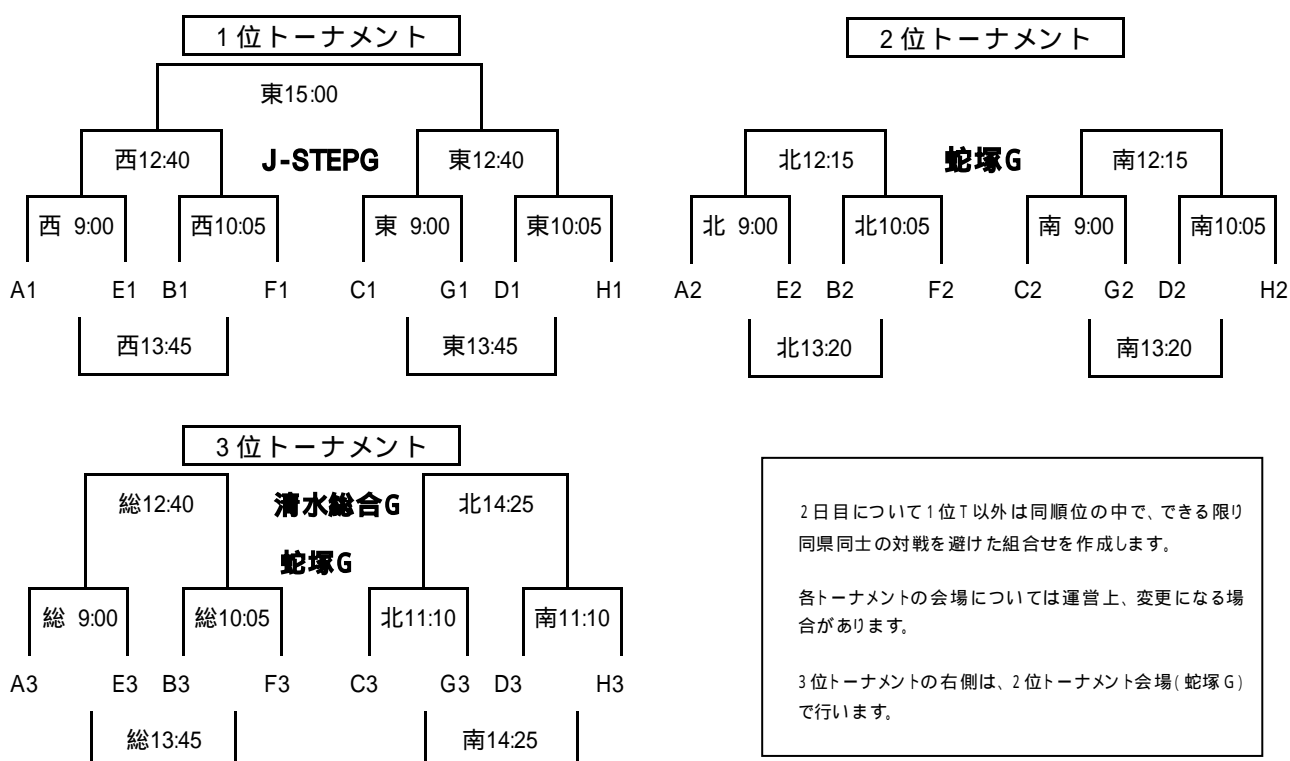 1位トーナメント
東15:00
西12:40 J-STEPG 東12:40
西 9:00 西10:05 東 9:00 東10:05
A1 E1 B1 F1 C1 G1 D1 H1
西13:45 東13:45
2位トーナメント
北12:15 蛇塚G 南12:15
北 9:00 北10:05 南 9:00 南10:05
A2 E2 B2 F2 C2 G2 D2 H2
北13:20 南13:20
3位トーナメント
総12:40 清水総合G 北14:25
蛇塚G
総 9:00 総10:05 北11:10 南11:10
A3 E3 B3 F3 C3 G3 D3 H3
総13:45 南14:25
2日目について1位T以外は同順位の中で、できる限り
同県同士の対戦を避けた組合せを作成します。
各トーナメントの会場については運営上、変更になる場
合があります。
3位トーナメントの右側は、2位トーナメント会場(蛇塚G)
で行います。